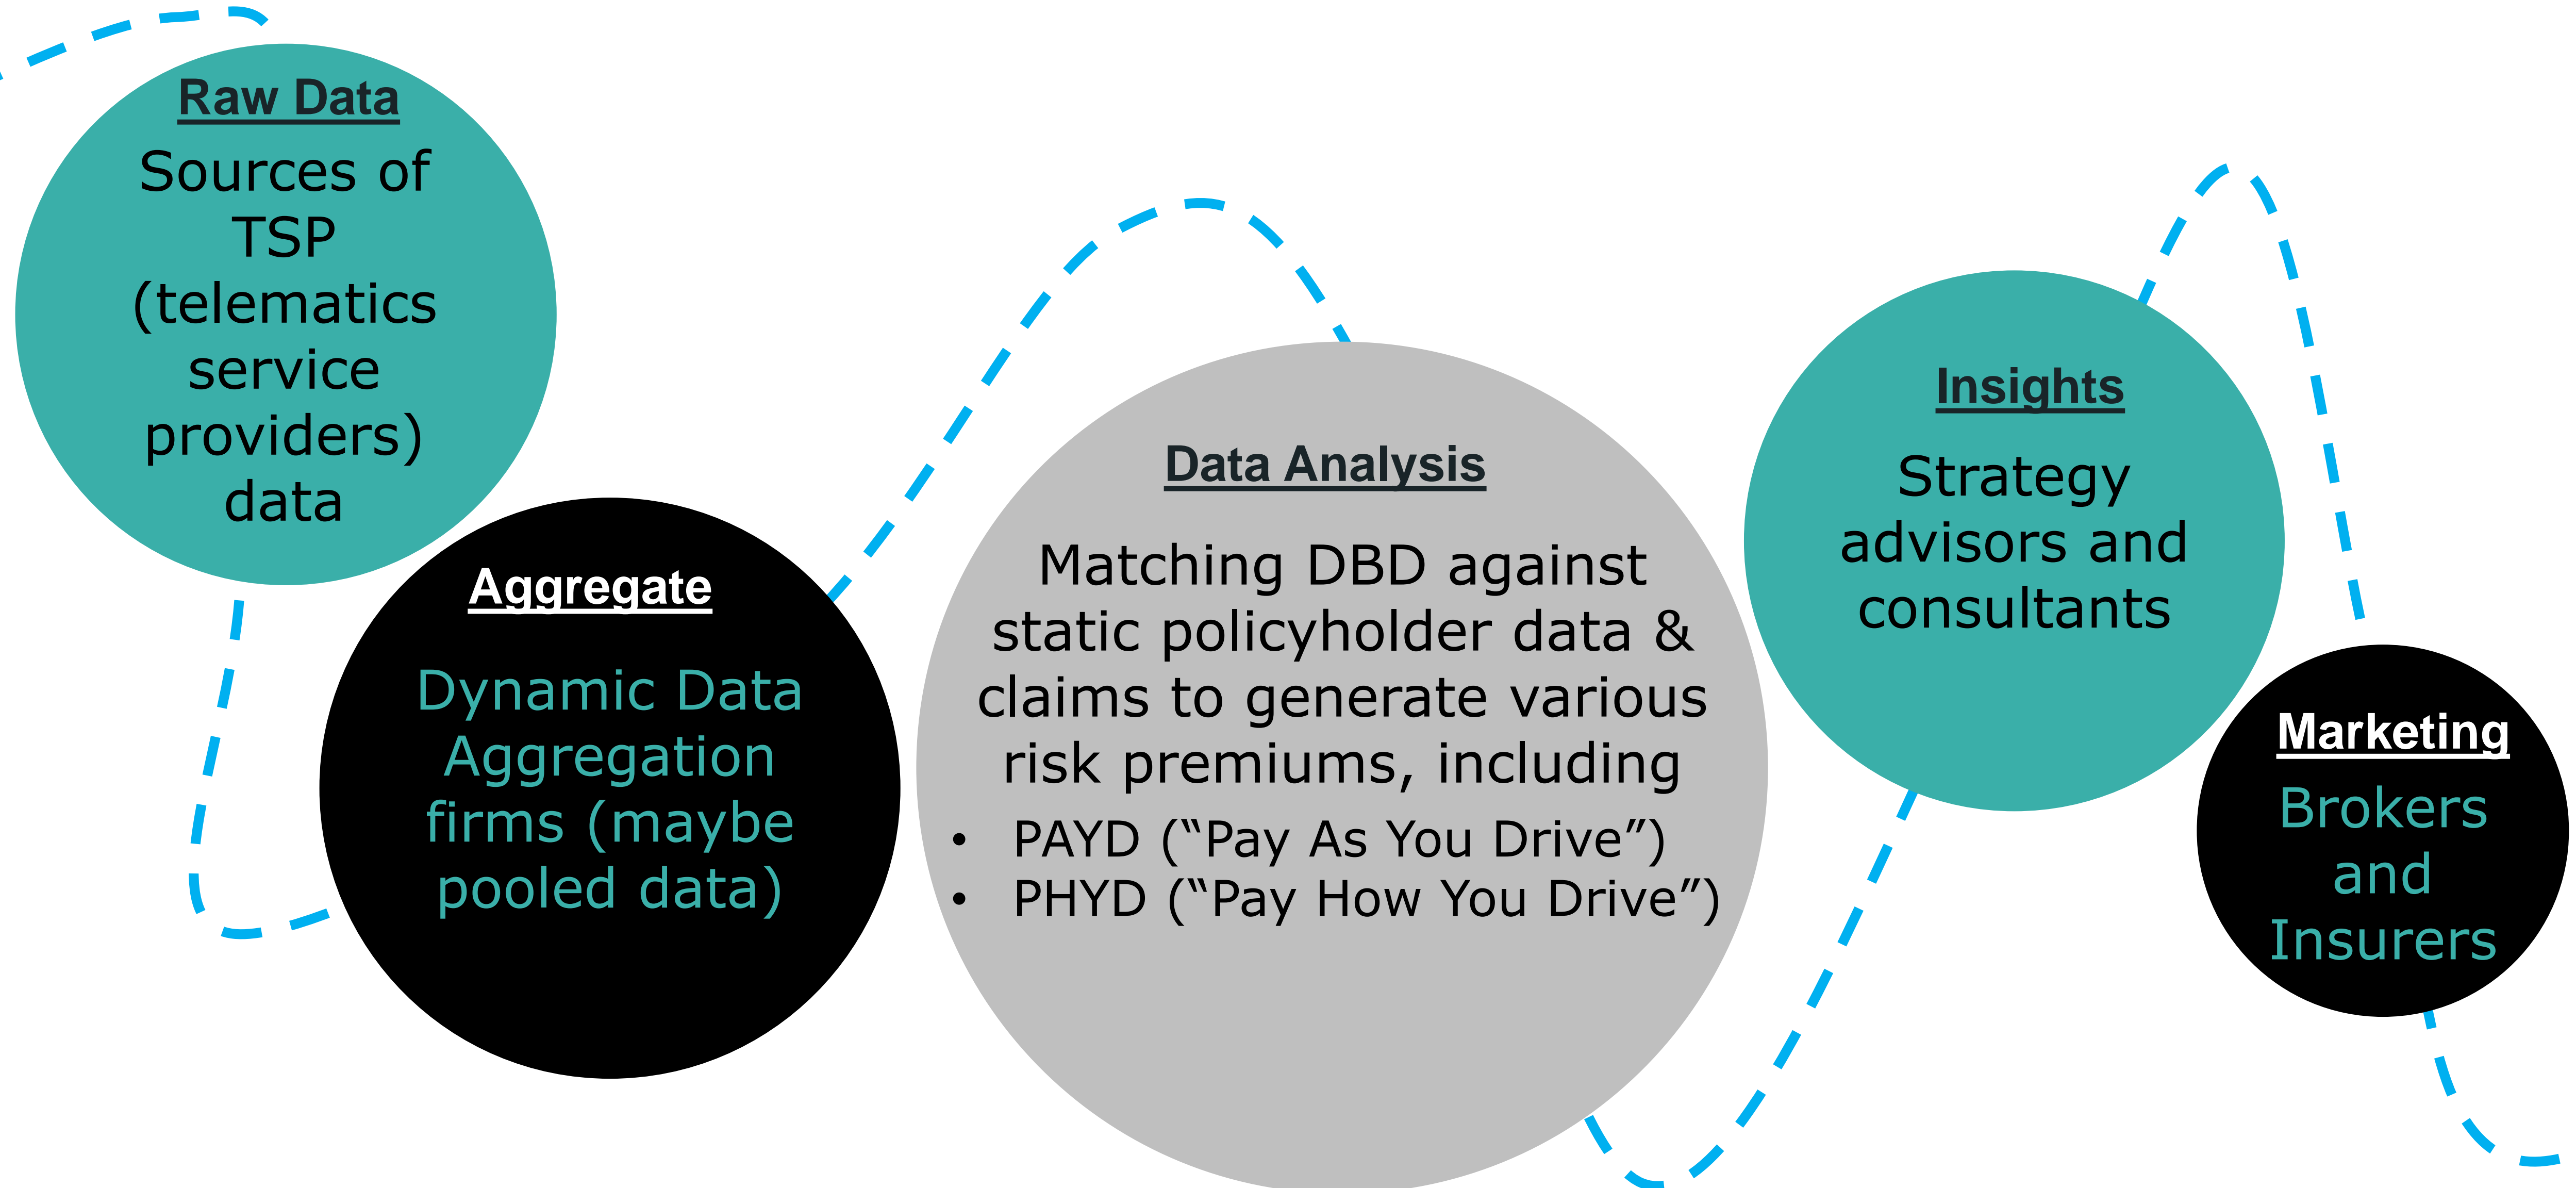 Raw Data
Sources of
TSP
(telematics
service
providers)
data
Aggregate
Dynamic Data
Aggregation
firms (maybe
pooled data)
Data Analysis
Matching DBD against
static policyholder data &
claims to generate various
risk premiums, including
• PAYD (“Pay As You Drive”)
• PHYD (“Pay How You Drive”)
Insights
Strategy
advisors and
consultants
Marketing
Brokers
and
Insurers